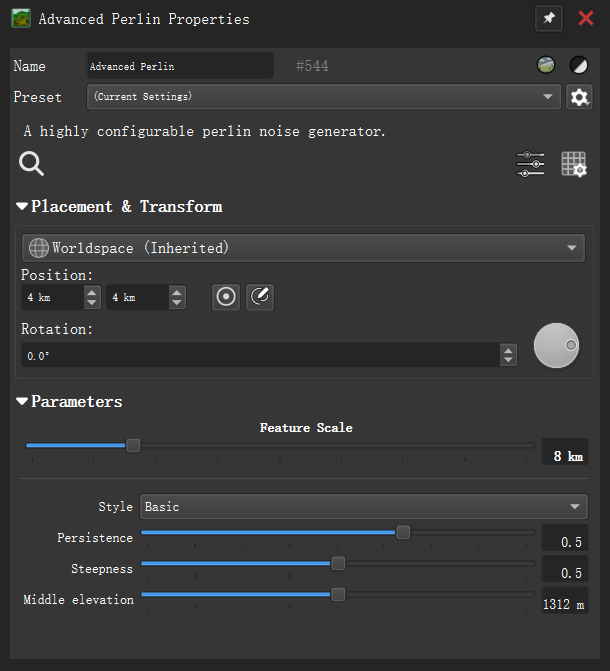 Advanced Perlin Properties
Name Advanced Perlin #544
Preset (Current Settings)
A highly configurable perlin noise generator.
Placement & Transform
Worldspace (Inherited)
Position:
4 km 4 km
Rotation:
0.0°
Parameters
Feature Scale
8 km
Style Basic
Persistence 0.5
Steepness 0.5
Middle elevation 1312 m